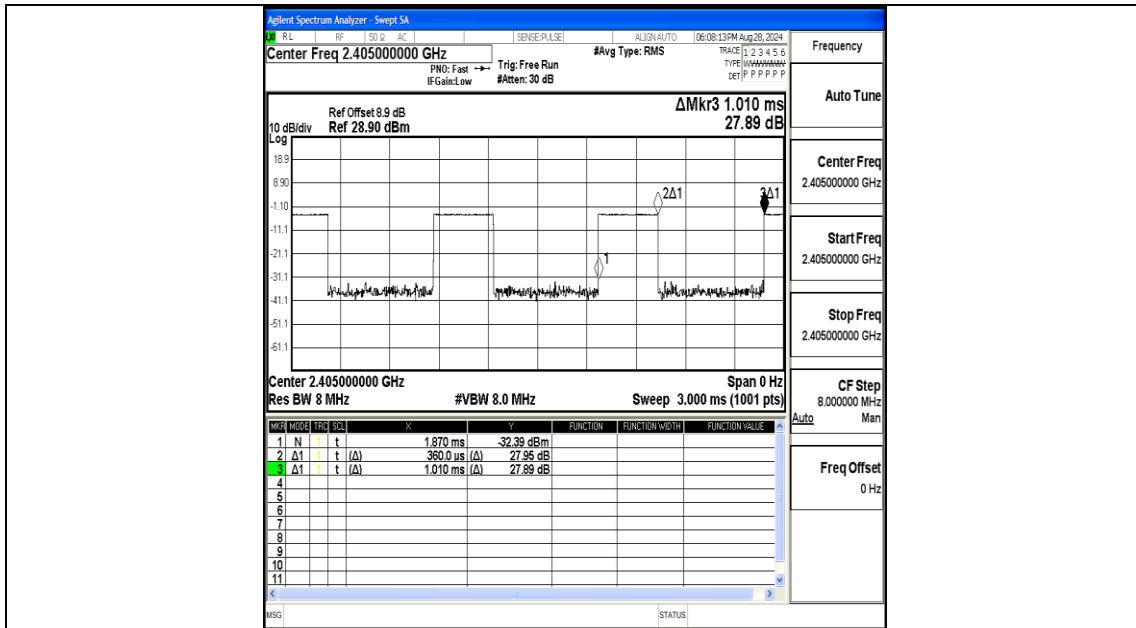 Agilent Spectrum Analyzer - Swept SA
RL RF 50 Ω AC SENSE:PULSE ALIGN AUTO 06:08:13 PM Aug 28, 2024
Center Freq 2.405000000 GHz #Avg Type: RMS TRACE 1 2 3 4 5 6
PNO: Fast Trig: Free Run TYPE
IFGain:Low #Atten: 30 dB DET P P P P P P
Frequency
Auto Tune
Center Freq
2.405000000 GHz
Start Freq
2.405000000 GHz
Stop Freq
2.405000000 GHz
CF Step
8.000000 MHz
Auto Man
Freq Offset
0 Hz
ΔMkr3 1.010 ms
27.89 dB
Ref Offset 8.9 dB
10 dB/div Ref 28.90 dBm
Log
18.9
8.90
-1.10
-11.1
-21.1
-31.1
-41.1
-51.1
-61.1
2Δ1
3Δ1
1
Center 2.405000000 GHz Span 0 Hz
Res BW 8 MHz #VBW 8.0 MHz Sweep 3.000 ms (1001 pts)
MKR MODE TRC SCL X Y FUNCTION FUNCTION WIDTH FUNCTION VALUE
1 N 1 t 1.870 ms -32.39 dBm
2 Δ1 1 t (Δ) 360.0 µs (Δ) 27.95 dB
3 Δ1 1 t (Δ) 1.010 ms (Δ) 27.89 dB
4
5
6
7
8
9
10
11
MSG STATUS